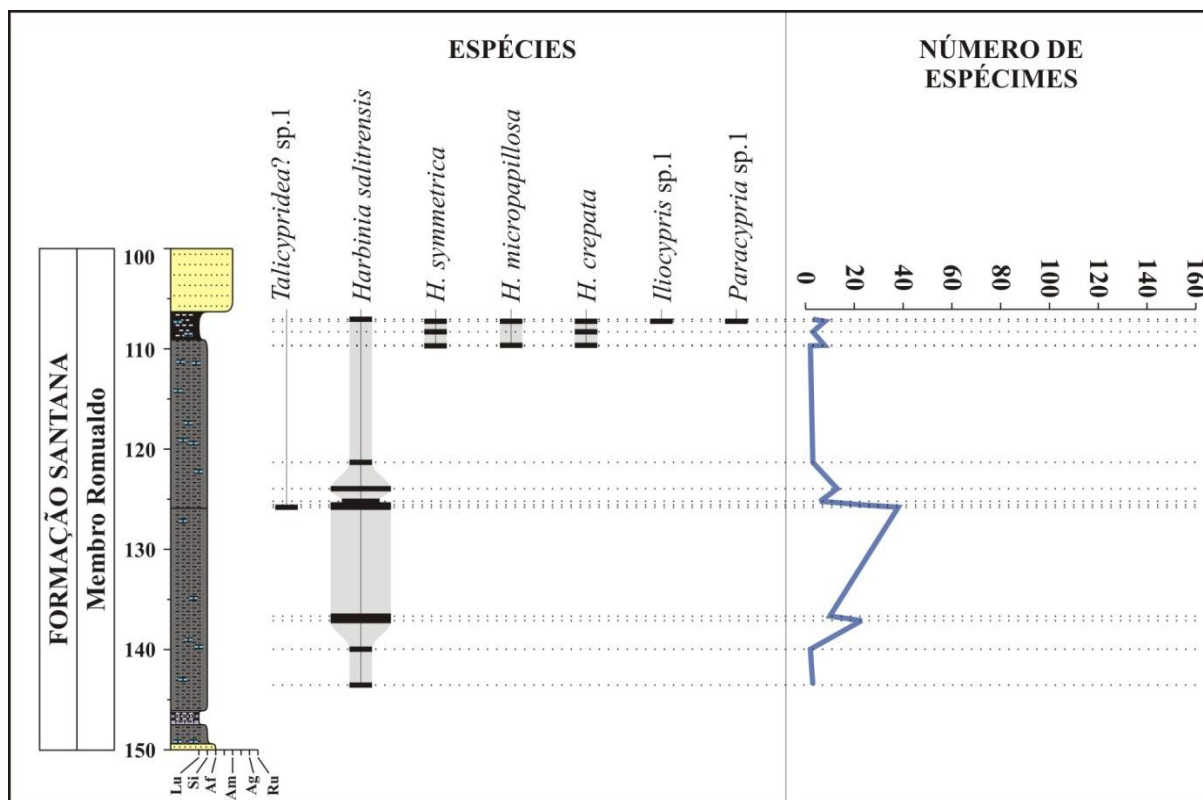 ESPÉCIES
NÚMERO DE
ESPÉCIMES
Talicypridea? sp.1
Harbinia salitrensis
H. symmetrica
H. micropapillosa
H. crepata
Iliocypris sp.1
Paracypria sp.1
0
20
40
60
80
100
120
140
160
FORMAÇÃO SANTANA
Membro Romualdo
100
110
120
130
140
150
Lu
Si
Af
Am
Ag
Ru